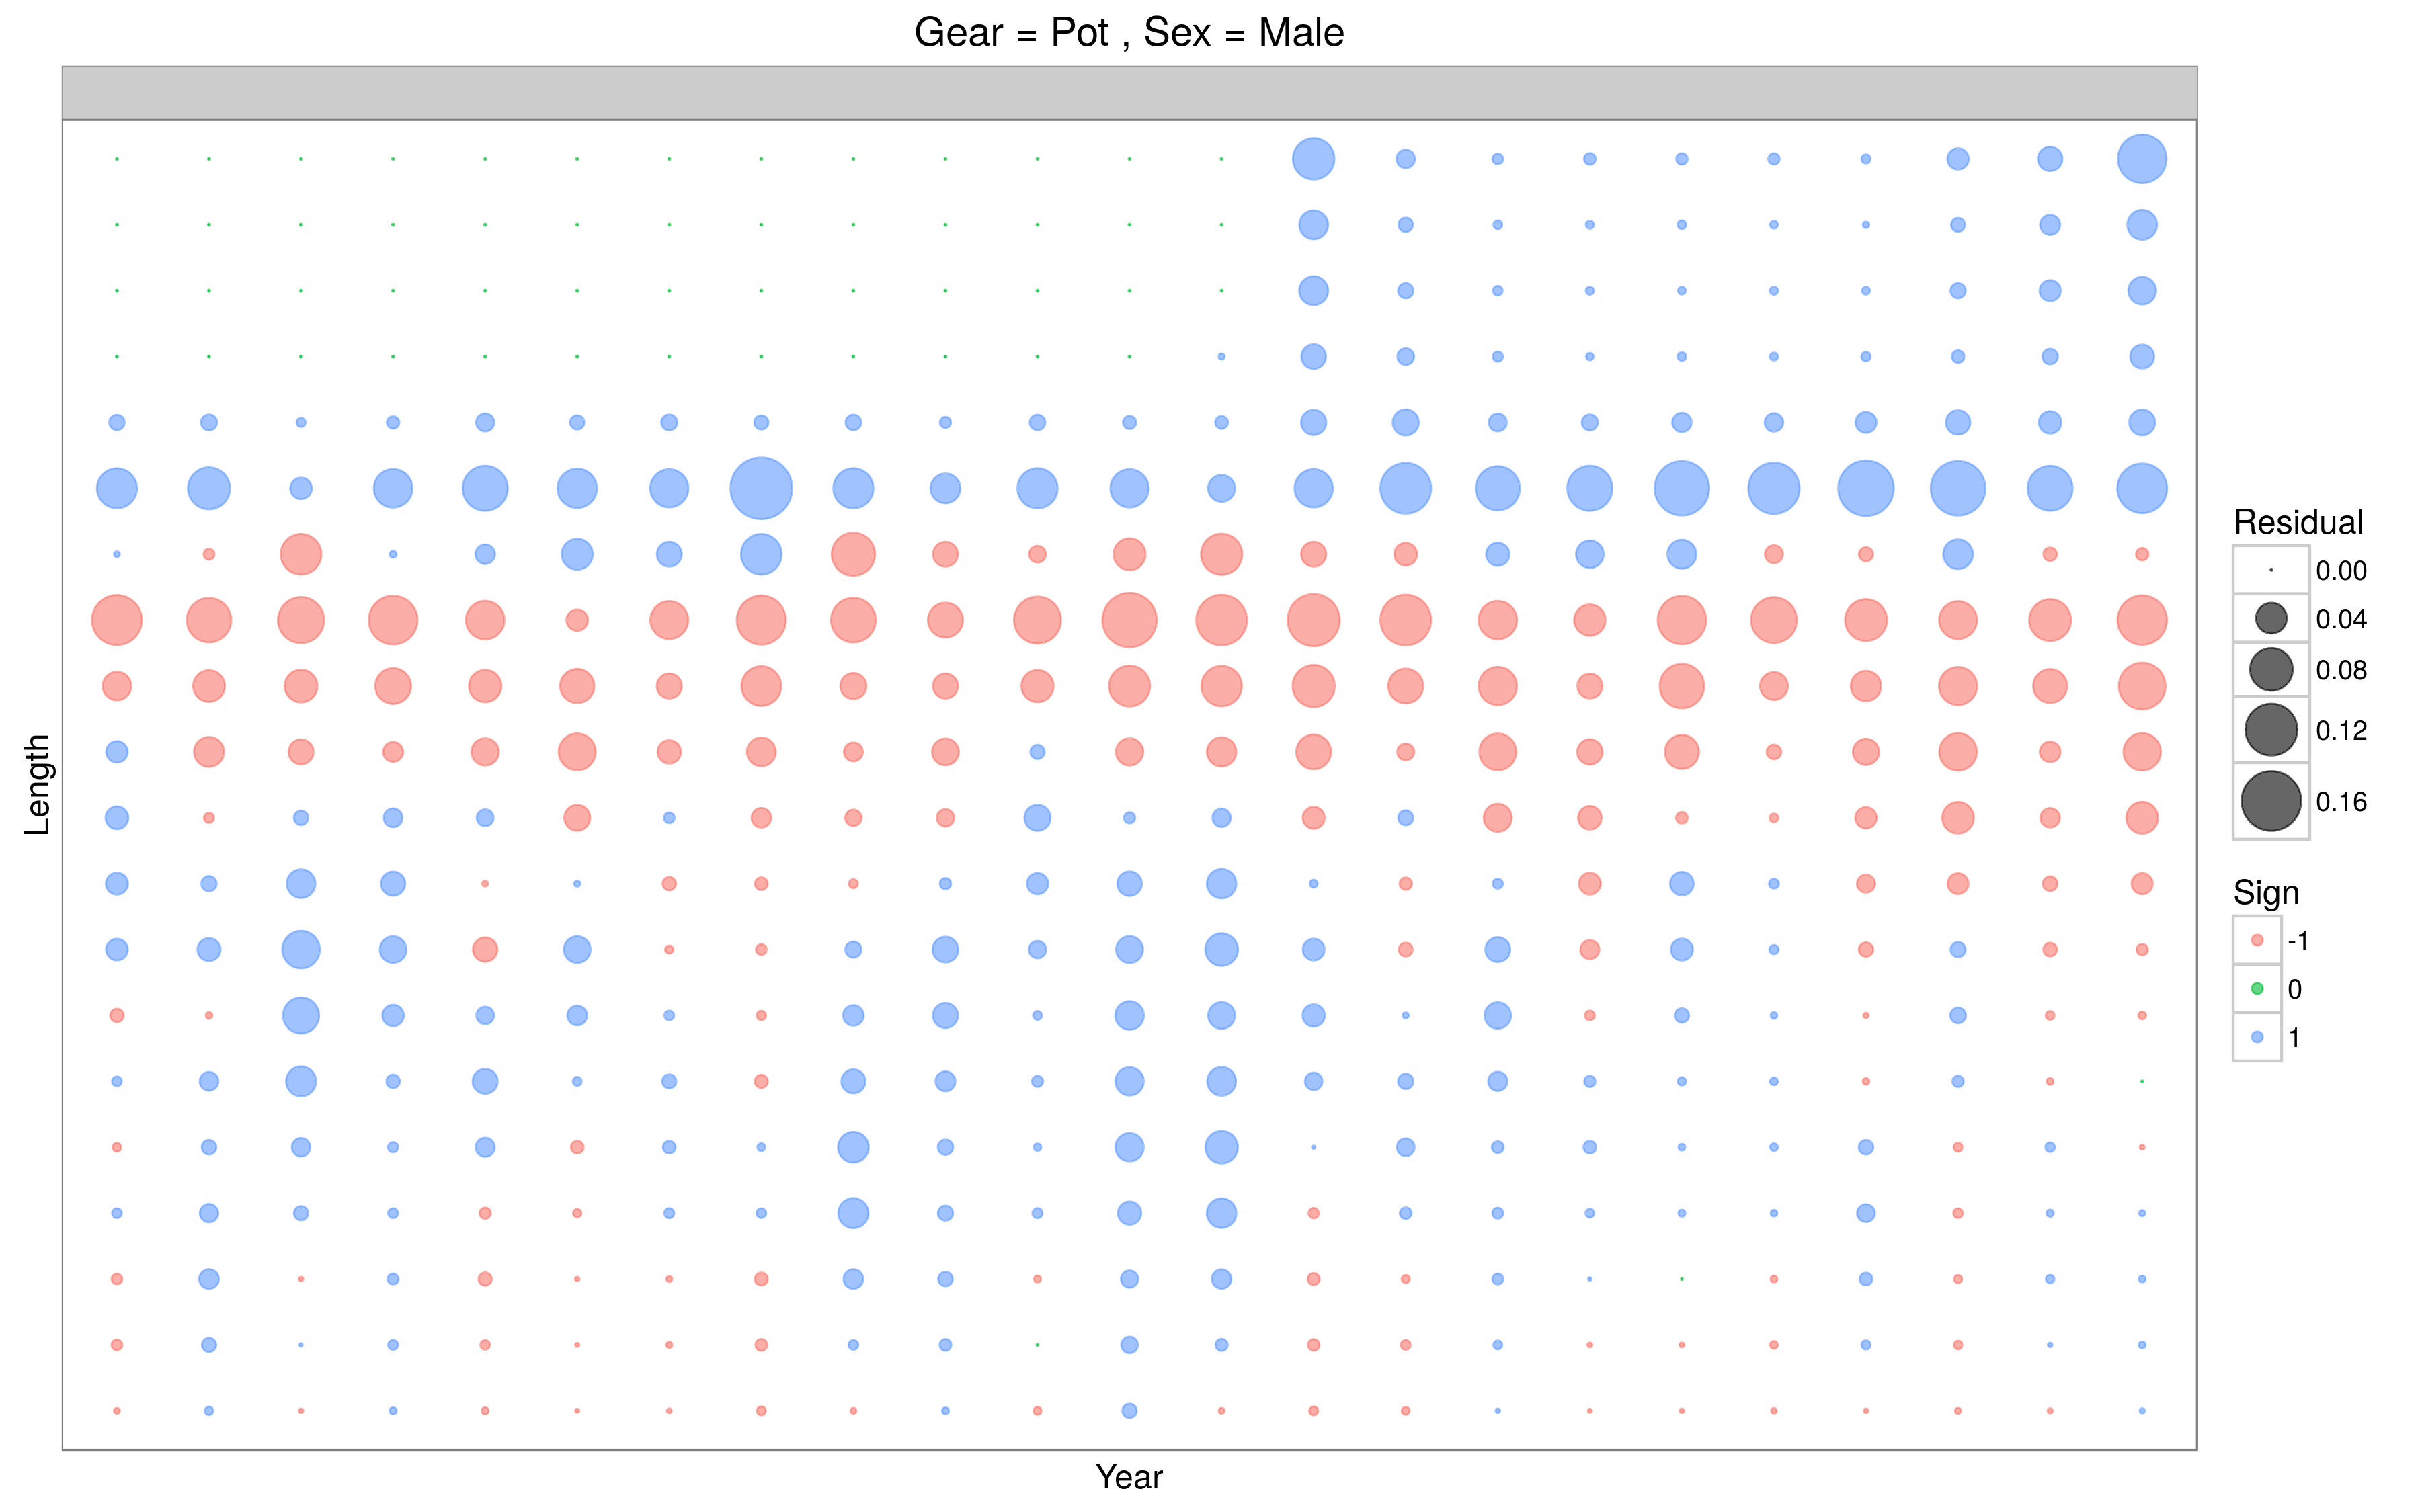 Gear = Pot , Sex = Male
Length
Year
Residual
0.00
0.04
0.08
0.12
0.16
Sign
-1
0
1